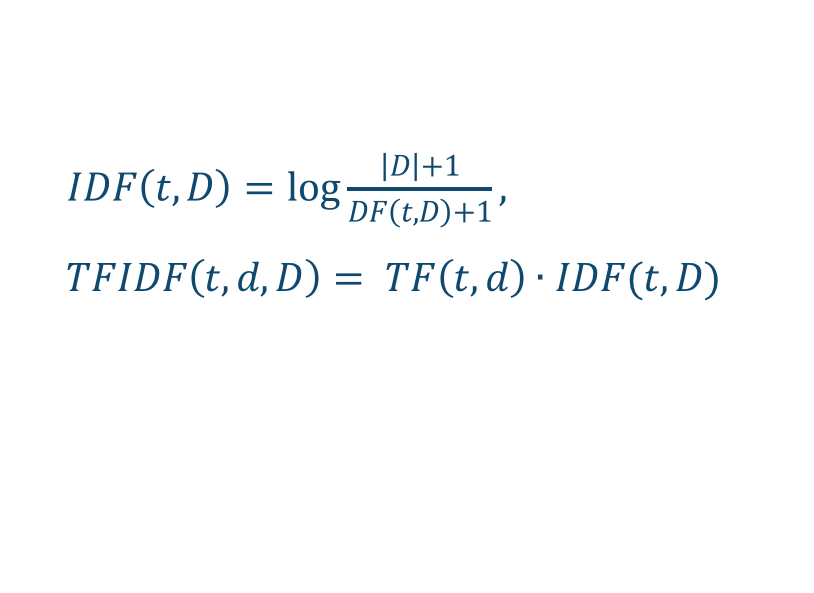 IDF(t,D) = log |D|+1 / DF(t,D)+1 ,
TFIDF(t,d,D) = TF(t,d) · IDF(t,D)